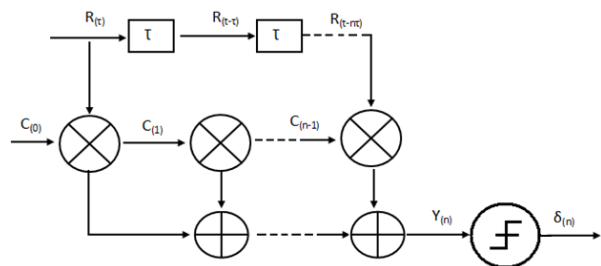 R(τ) R(t-τ) R(t-nτ)
τ τ
C(0) C(1) C(n-1)
Y(n) δ(n)